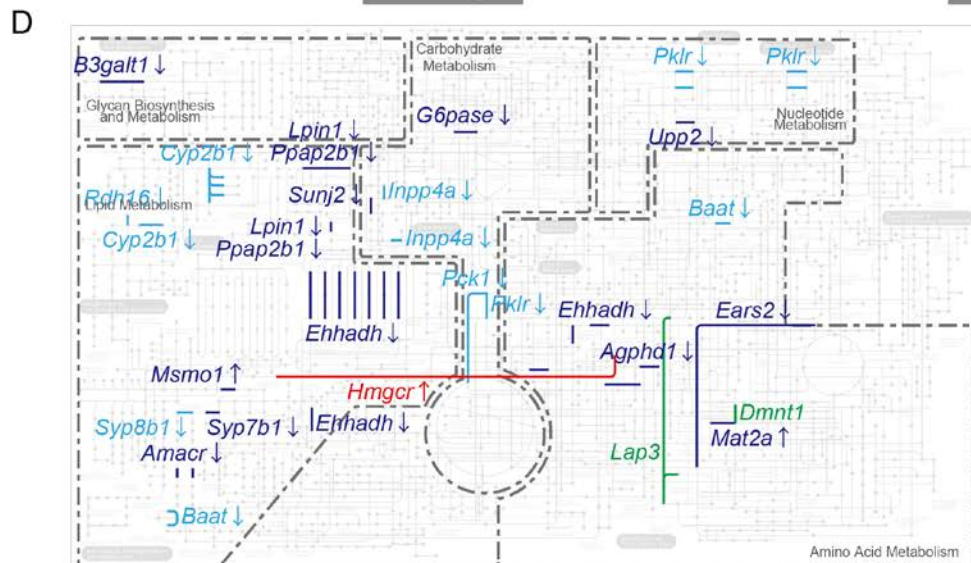 D
Carbohydrate
Metabolism
B3galt1↓
Pklr↓
Pklr↓
Glycan Biosynthesis
and Metabolism
G6pase↓
Nucleotide
Metabolism
Lpin1↓
Ppap2b1↓
Upp2↓
Cyp2b1↓
Rdh16↓
Lipid Metabolism
Sunj2↓
Inpp4a↓
Baat↓
Cyp2b1↓
Lpin1↓
Ppap2b1↓
Inpp4a↓
Pck1↓
Pklr↓
Ehhadh↓
Ehhadh↓
Ears2↓
Agphd1↓
Msmo1↑
Hmgcr↑
Syp8b1↓
Syp7b1↓
Ehhadh↓
Dmnt1
Mat2a↑
Amacr↓
Lap3
Baat↓
Amino Acid Metabolism